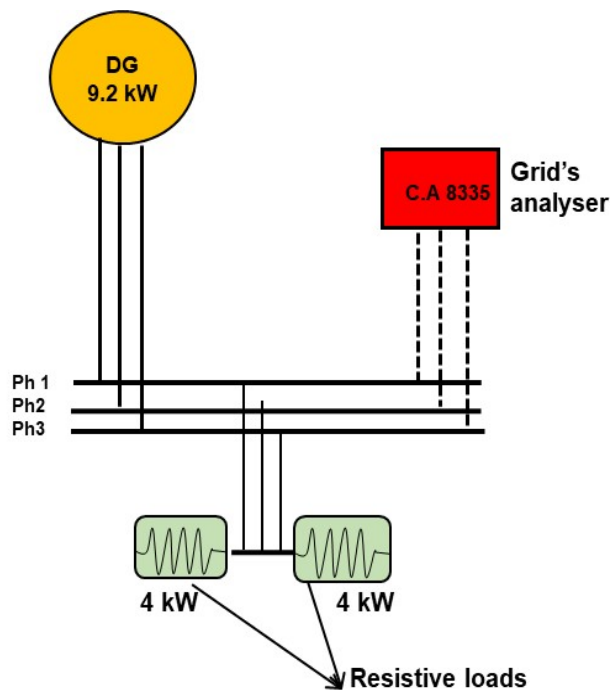 DG
9.2 kW
C.A 8335
Grid's
analyser
Ph 1
Ph2
Ph3
4 kW
4 kW
Resistive loads